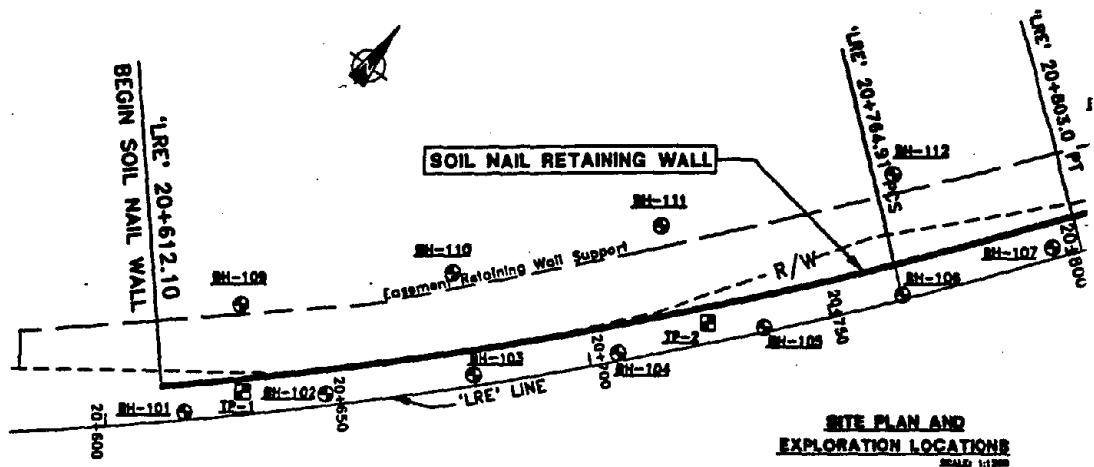 'LRE' 20+612.10
BEGIN SOIL NAIL WALL
SOIL NAIL RETAINING WALL
'LRE' 20+764.91 PCS
'LRE' 20+803.0 PT
BH-112
BH-111
BH-110
BH-109
Easement Retaining Wall Support
R/W
BH-107
20+800
BH-106
20+750
BH-105
TP-2
BH-104
20+700
BH-103
'LRE' LINE
BH-102
20+650
TP-1
BH-101
20+600
SITE PLAN AND
EXPLORATION LOCATIONS